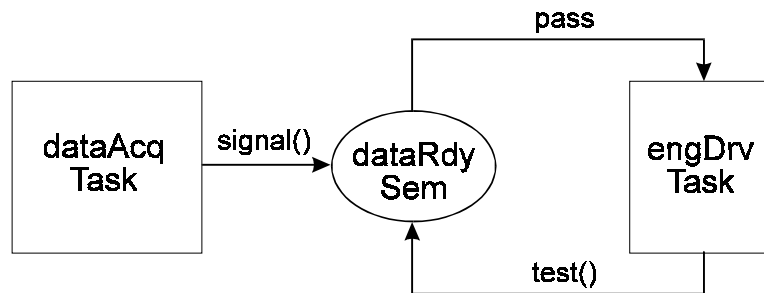 pass
dataAcq
Task
signal()
dataRdy
Sem
engDrv
Task
test()